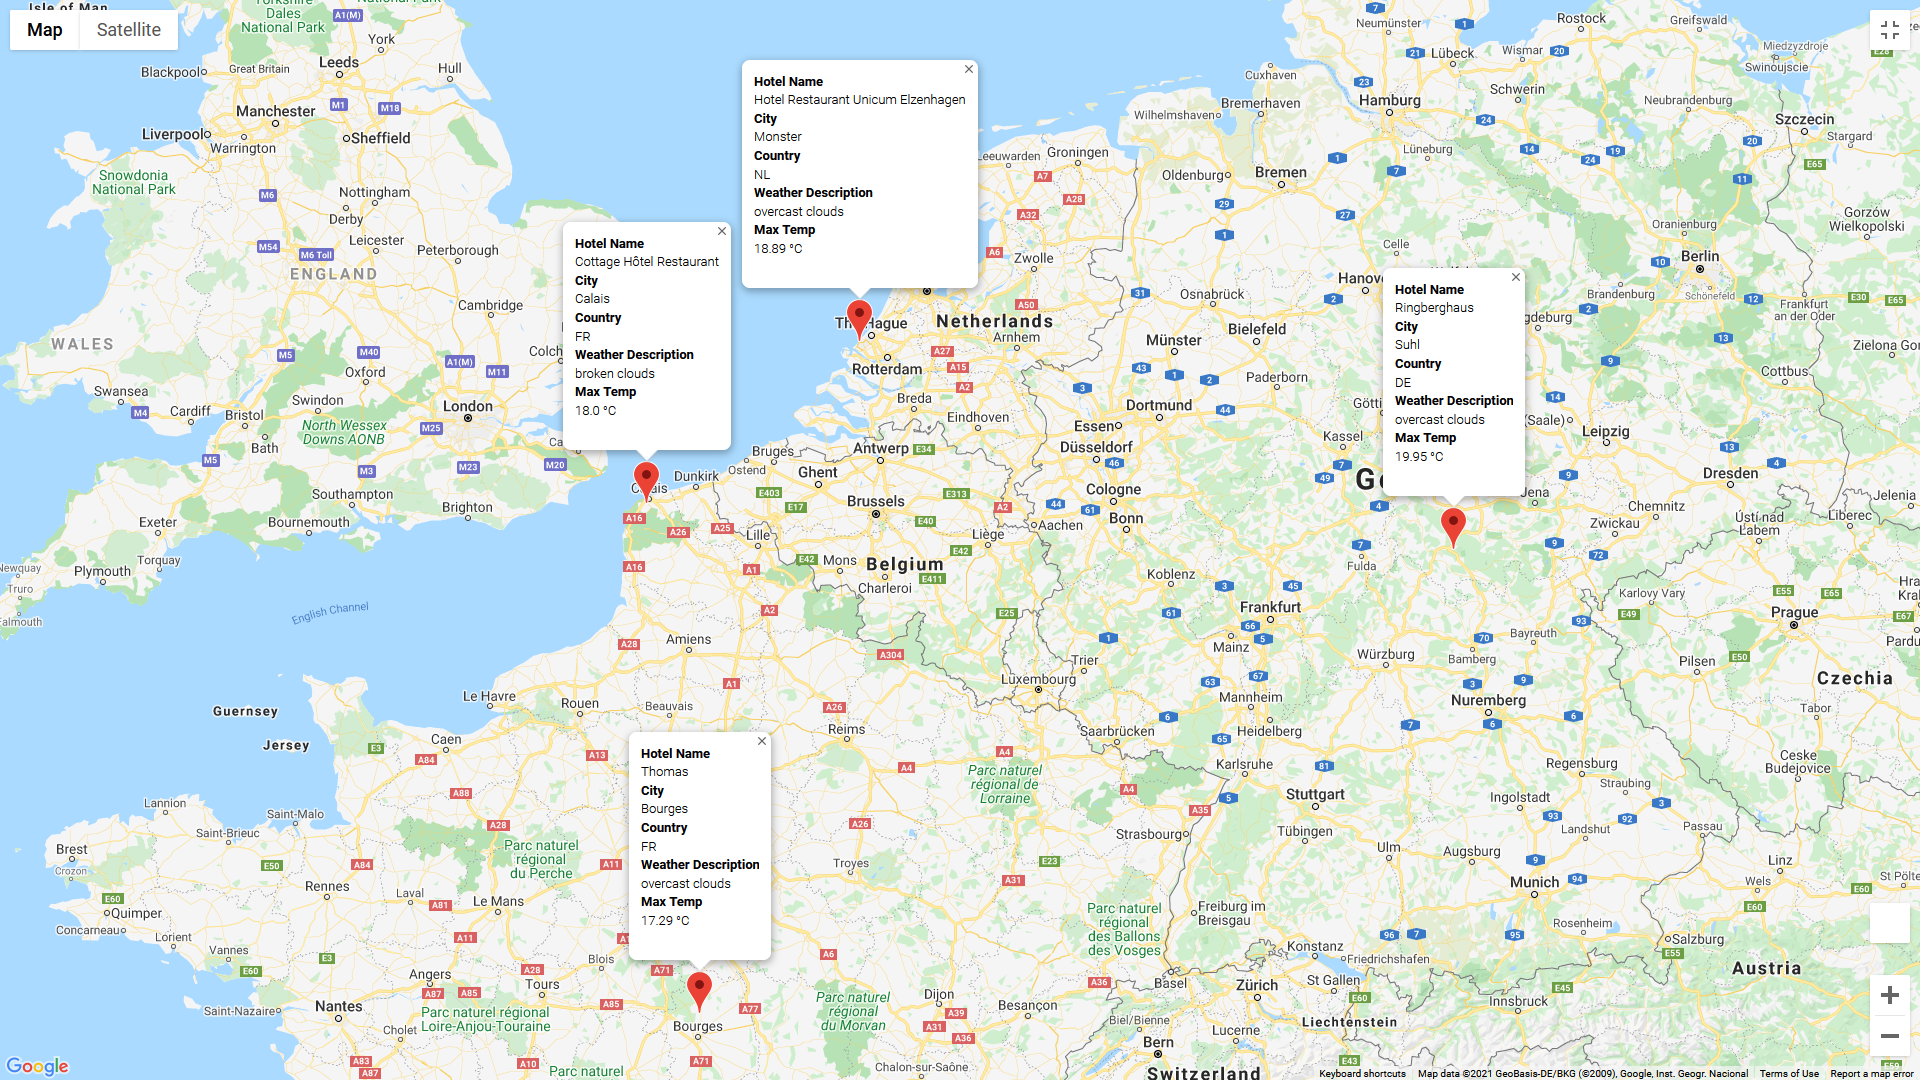 Map
Satellite
Hotel Name
Hotel Restaurant Unicum Elzenhagen
City
Monster
Country
NL
Weather Description
overcast clouds
Max Temp
18.89 °C
Hotel Name
Cottage Hôtel Restaurant
City
Calais
Country
FR
Weather Description
broken clouds
Max Temp
18.0 °C
Hotel Name
Ringberghaus
City
Suhl
Country
DE
Weather Description
overcast clouds
Max Temp
19.95 °C
Hotel Name
Thomas
City
Bourges
Country
FR
Weather Description
overcast clouds
Max Temp
17.29 °C
Isle of Man
Dales
National Park
York
Leeds
Blackpool
Great Britain
Hull
Manchester
Liverpool
Warrington
Sheffield
Snowdonia
National Park
Nottingham
Derby
Leicester
Peterborough
ENGLAND
Cambridge
WALES
Oxford
Swansea
Cardiff
Bristol
Swindon
London
Bath
North Wessex
Downs AONB
Southampton
Exeter
Bournemouth
Brighton
Torquay
Plymouth
Newquay
Truro
English Channel
Guernsey
Jersey
Le Havre
Rouen
Beauvais
Amiens
Caen
Lannion
Saint-Malo
Saint-Brieuc
Brest
Crozon
Quimper
Concarneau
Lorient
Vannes
Rennes
Laval
Le Mans
Parc naturel
régional
du Perche
Angers
Blois
Tours
Saint-Nazaire
Nantes
Cholet
Parc naturel régional
Loire-Anjou-Touraine
Bourges
Parc naturel
Parc naturel
régional
du Morvan
Dijon
Besançon
Chalon-sur-Saône
Troyes
Reims
Dunkirk
Lille
Bruges
Ostend
Ghent
Antwerp
Brussels
Mons
Belgium
Charleroi
Liège
Netherlands
Rotterdam
Breda
Eindhoven
Arnhem
Zwolle
Leeuwarden
Groningen
Luxembourg
Trier
Saarbrücken
Parc naturel
régional de
Lorraine
Strasbourg
Parc naturel
régional
des Ballons
des Vosges
Freiburg im
Breisgau
Basel
Zürich
Biel/Bienne
Bern
Lucerne
Switzerland
Liechtenstein
St Gallen
Konstanz
Friedrichshafen
Innsbruck
Austria
Salzburg
Rosenheim
Munich
Augsburg
Ulm
Stuttgart
Tübingen
Karlsruhe
Heidelberg
Mannheim
Mainz
Frankfurt
Koblenz
Bonn
Cologne
Aachen
Düsseldorf
Essen
Dortmund
Münster
Osnabrück
Bielefeld
Paderborn
Kassel
Fulda
Würzburg
Bamberg
Bayreuth
Nuremberg
Regensburg
Ingolstadt
Landshut
Straubing
Passau
Linz
Wels
Ceske
Budejovice
Tabor
Pilsen
Czechia
Prague
Karlovy Vary
Ústí nad
Labem
Liberec
Dresden
Chemnitz
Zwickau
Jena
(Saale)
Leipzig
Cottbus
Berlin
Brandenburg
Schönefeld
Oranienburg
Frankfurt
an der Oder
Gorzów
Wielkopolski
Szczecin
Stargard
Neubrandenburg
Schwerin
Wismar
Rostock
Greifswald
Miedzyzdroje
Swinoujscie
Lübeck
Neumünster
Hamburg
Cuxhaven
Bremerhaven
Wilhelmshaven
Oldenburg
Bremen
Lüneburg
Celle
Google
Keyboard shortcuts
Map data ©2021 GeoBasis-DE/BKG (©2009), Google, Inst. Geogr. Nacional
Terms of Use
Report a map error